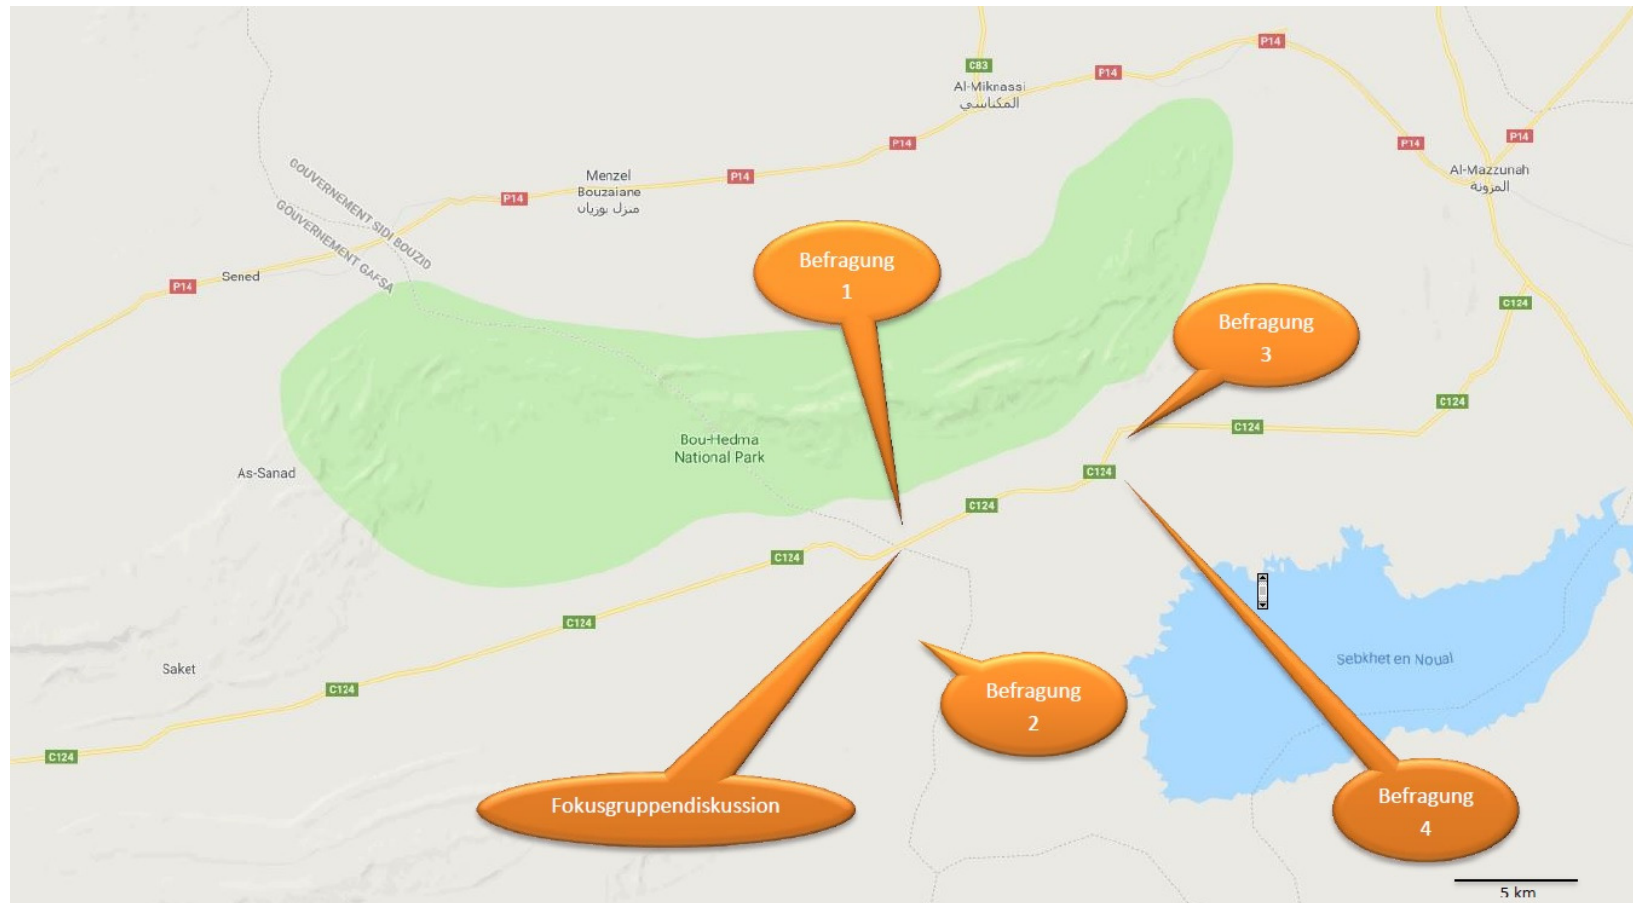 P14
C83
P14
Al-Miknassi
المكناسي
P14
P14
P14
Al-Mazzunah
المزونة
Menzel
Bouzaiane
منزل بوزيان
P14
P14
GOUVERNEMENT SIDI BOUZID
GOUVERNEMENT GAFSA
Sened
P14
Befragung
1
C124
Befragung
3
C124
C124
Bou-Hedma
National Park
As-Sanad
C124
C124
C124
C124
Sebkhet en Noual
Saket
C124
Befragung
2
C124
Fokusgruppendiskussion
Befragung
4
5 km